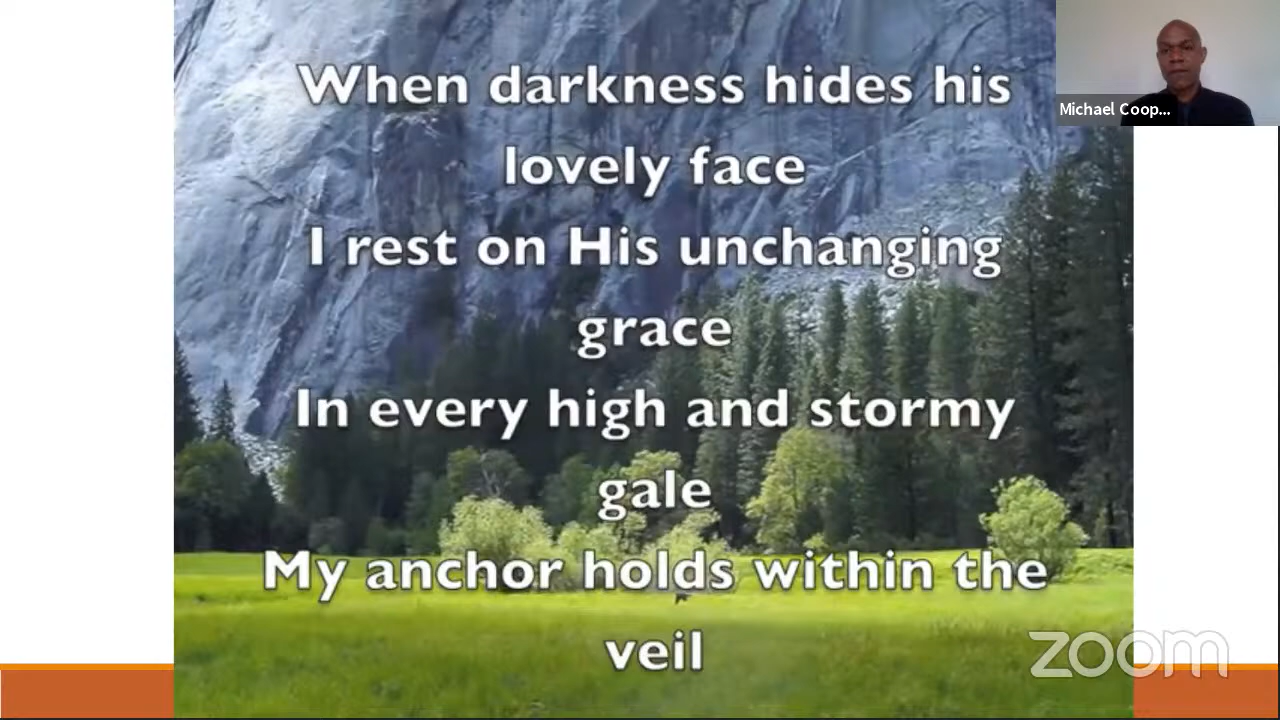 When darkness hides his
lovely face
I rest on His unchanging
grace
In every high and stormy
gale
My anchor holds within the
veil
Michael Coop...
zoom